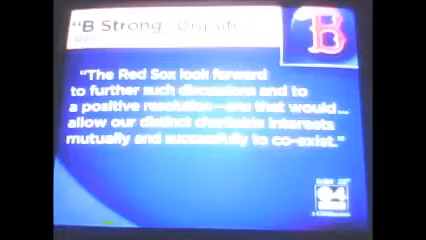 "B Strong"
"The Red Sox look forward
to further such discussions and to
a positive resolution—one that would...
allow our distinct charitable interests
mutually and successfully to co-exist."
B